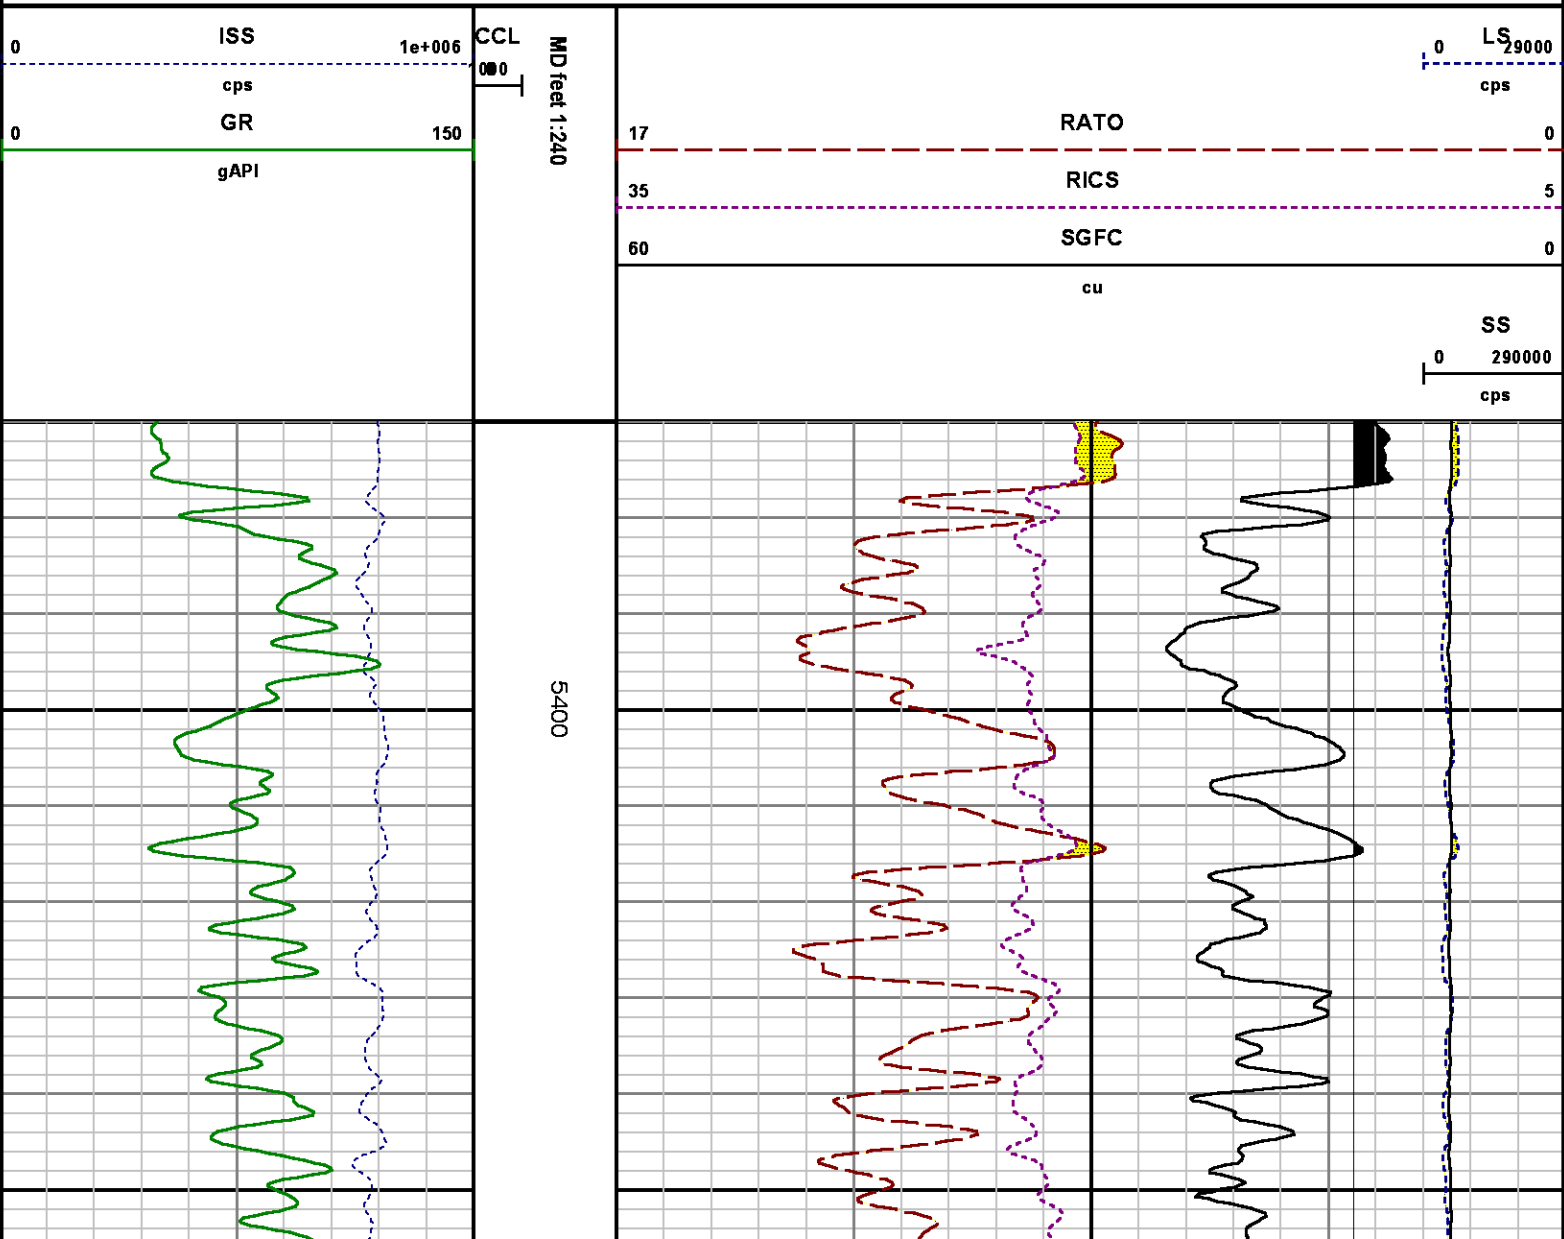 ISS
0 1e+006
cps
GR
0 150
gAPI
CCL
MD feet 1:240
LS
0 29000
cps
RATO
17 0
RICS
35 5
SGFC
60 0
cu
SS
0 290000
cps
5400